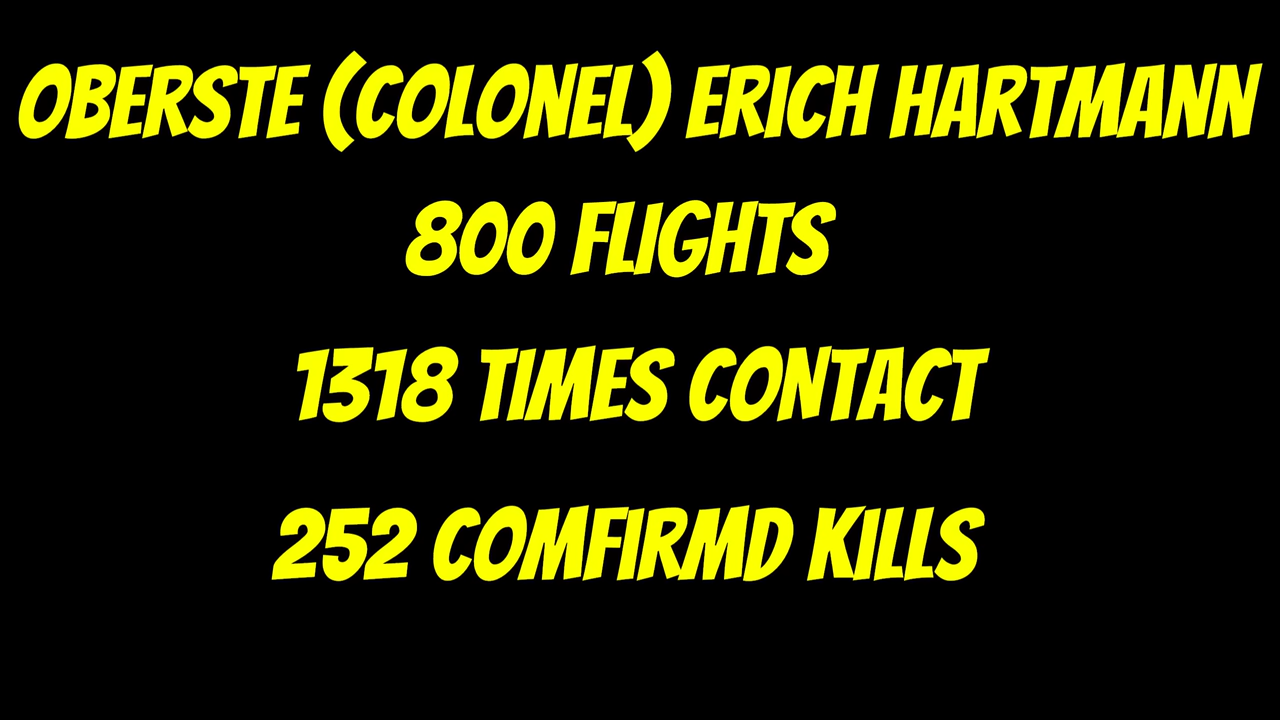 OBERSTE (COLONEL) ERICH HARTMANN
800 FLIGHTS
1318 TIMES CONTACT
252 COMFIRMD KILLS